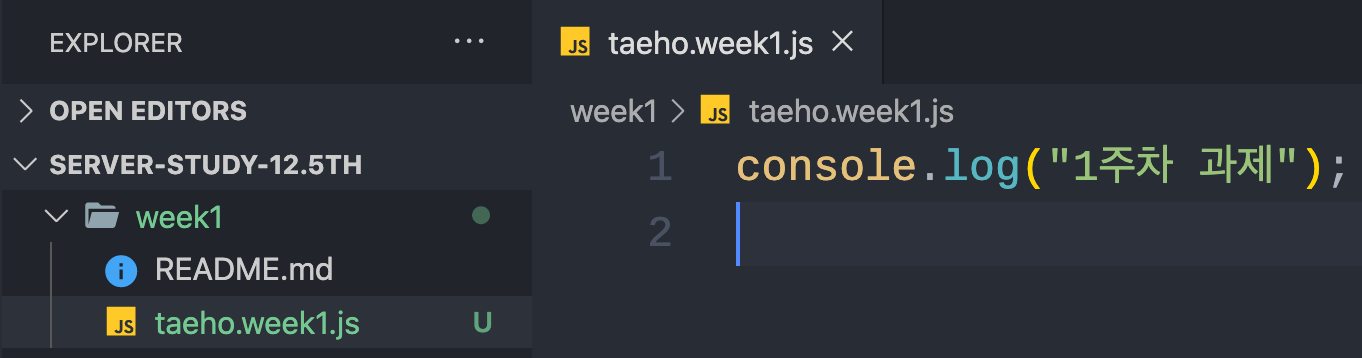 EXPLORER ...
OPEN EDITORS
SERVER-STUDY-12.5TH
week1
README.md
JS taeho.week1.js U
JS taeho.week1.js
week1 > JS taeho.week1.js
1 console.log("1주차 과제");
2